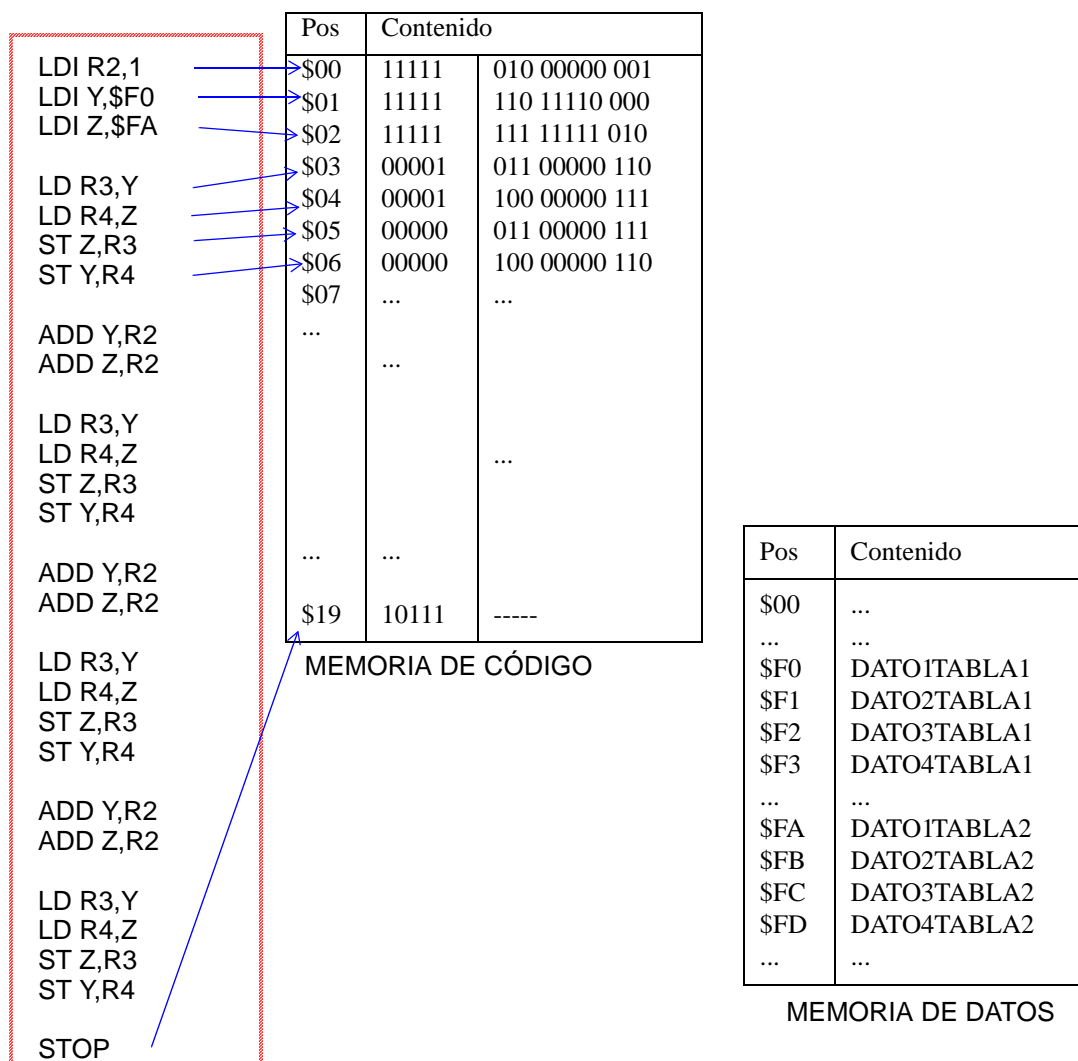 LDI R2,1
LDI Y,$F0
LDI Z,$FA
LD R3,Y
LD R4,Z
ST Z,R3
ST Y,R4
ADD Y,R2
ADD Z,R2
LD R3,Y
LD R4,Z
ST Z,R3
ST Y,R4
ADD Y,R2
ADD Z,R2
LD R3,Y
LD R4,Z
ST Z,R3
ST Y,R4
ADD Y,R2
ADD Z,R2
LD R3,Y
LD R4,Z
ST Z,R3
ST Y,R4
STOP
Pos Contenido
$00 11111 010 00000 001
$01 11111 110 11110 000
$02 11111 111 11111 010
$03 00001 011 00000 110
$04 00001 100 00000 111
$05 00000 011 00000 111
$06 00000 100 00000 110
$07 ... ...
...
...
...
... ...
$19 10111 -----
MEMORIA DE CÓDIGO
Pos Contenido
$00 ...
... ...
$F0 DATO1TABLA1
$F1 DATO2TABLA1
$F2 DATO3TABLA1
$F3 DATO4TABLA1
... ...
$FA DATO1TABLA2
$FB DATO2TABLA2
$FC DATO3TABLA2
$FD DATO4TABLA2
... ...
MEMORIA DE DATOS